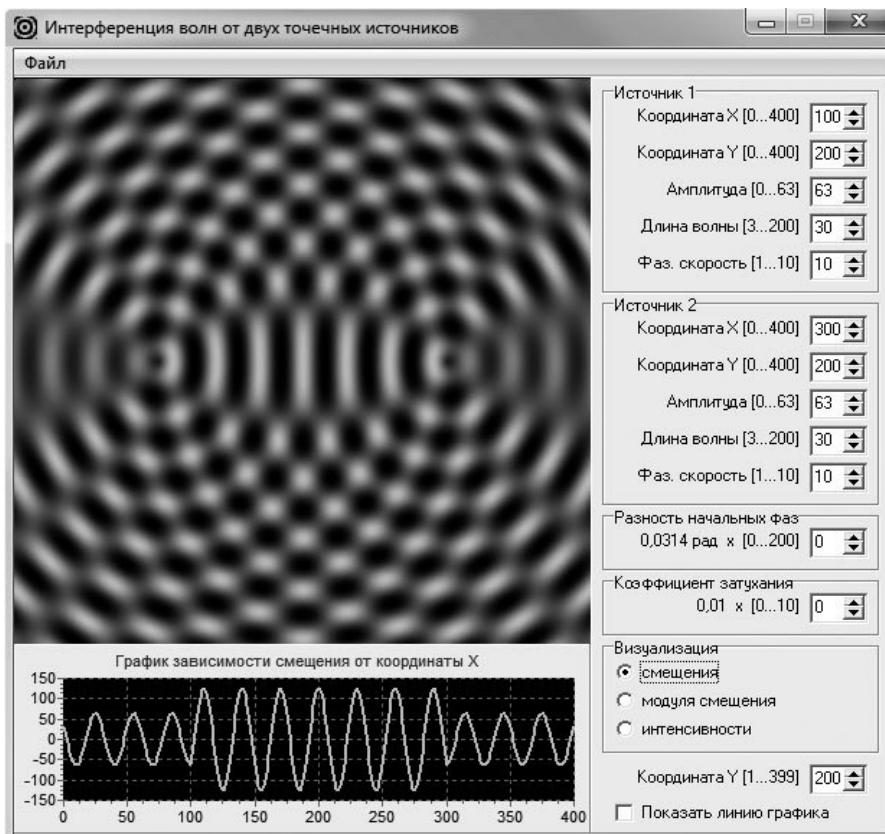 Интерференция волн от двух точечных источников
Файл
Источник 1
Координата X [0...400] 100
Координата Y [0...400] 200
Амплитуда [0...63] 63
Длина волны [3...200] 30
Фаз. скорость [1...10] 10
Источник 2
Координата X [0...400] 300
Координата Y [0...400] 200
Амплитуда [0...63] 63
Длина волны [3...200] 30
Фаз. скорость [1...10] 10
Разность начальных фаз
0,0314 рад x [0...200] 0
Коэффициент затухания
0,01 x [0...10] 0
Визуализация
смещения
модуля смещения
интенсивности
Координата Y [1...399] 200
Показать линию графика
График зависимости смещения от координаты X
150
100
50
0
-50
-100
-150
0 50 100 150 200 250 300 350 400